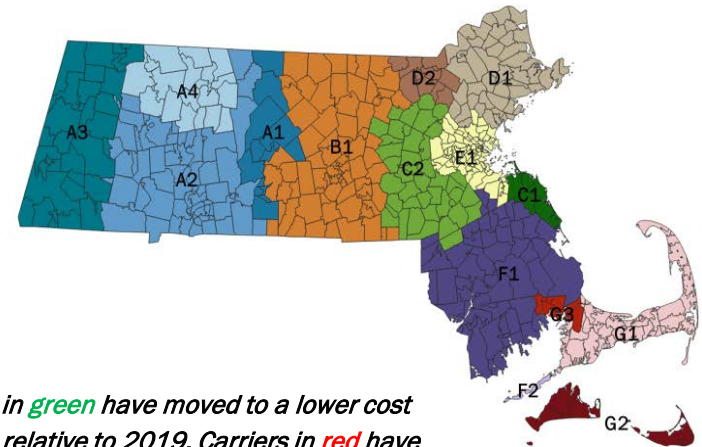 D2
D1
A4
A3
A1
B1
E1
C2
A2
C1
F1
G3
G1
F2
G2
in green have moved to a lower cost
relative to 2019. Carriers in red have